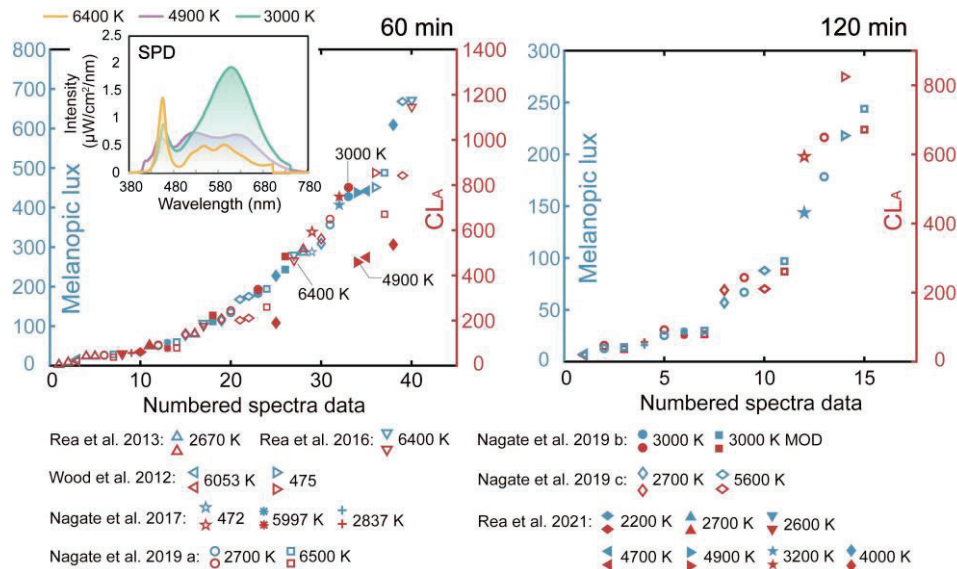 6400 K 4900 K 3000 K
60 min
120 min
SPD
Intensity
(μW/cm2/nm)
2.5
2
1.5
1
0.5
0
380 480 580 680 780
Wavelength (nm)
Melanopic lux
800
700
600
500
400
300
200
100
0
CLA
1400
1200
1000
800
600
400
200
0
3000 K
4900 K
6400 K
0 10 20 30 40
Numbered spectra data
Melanopic lux
300
250
200
150
100
50
0
CLA
800
600
400
200
0
0 5 10 15
Numbered spectra data
Rea et al. 2013: 2670 K Rea et al. 2016: 6400 K
Wood et al. 2012: 6053 K 475
Nagate et al. 2017: 472 5997 K 2837 K
Nagate et al. 2019 a: 2700 K 6500 K
Nagate et al. 2019 b: 3000 K 3000 K MOD
Nagate et al. 2019 c: 2700 K 5600 K
Rea et al. 2021: 2200 K 2700 K 2600 K
4700 K 4900 K 3200 K 4000 K